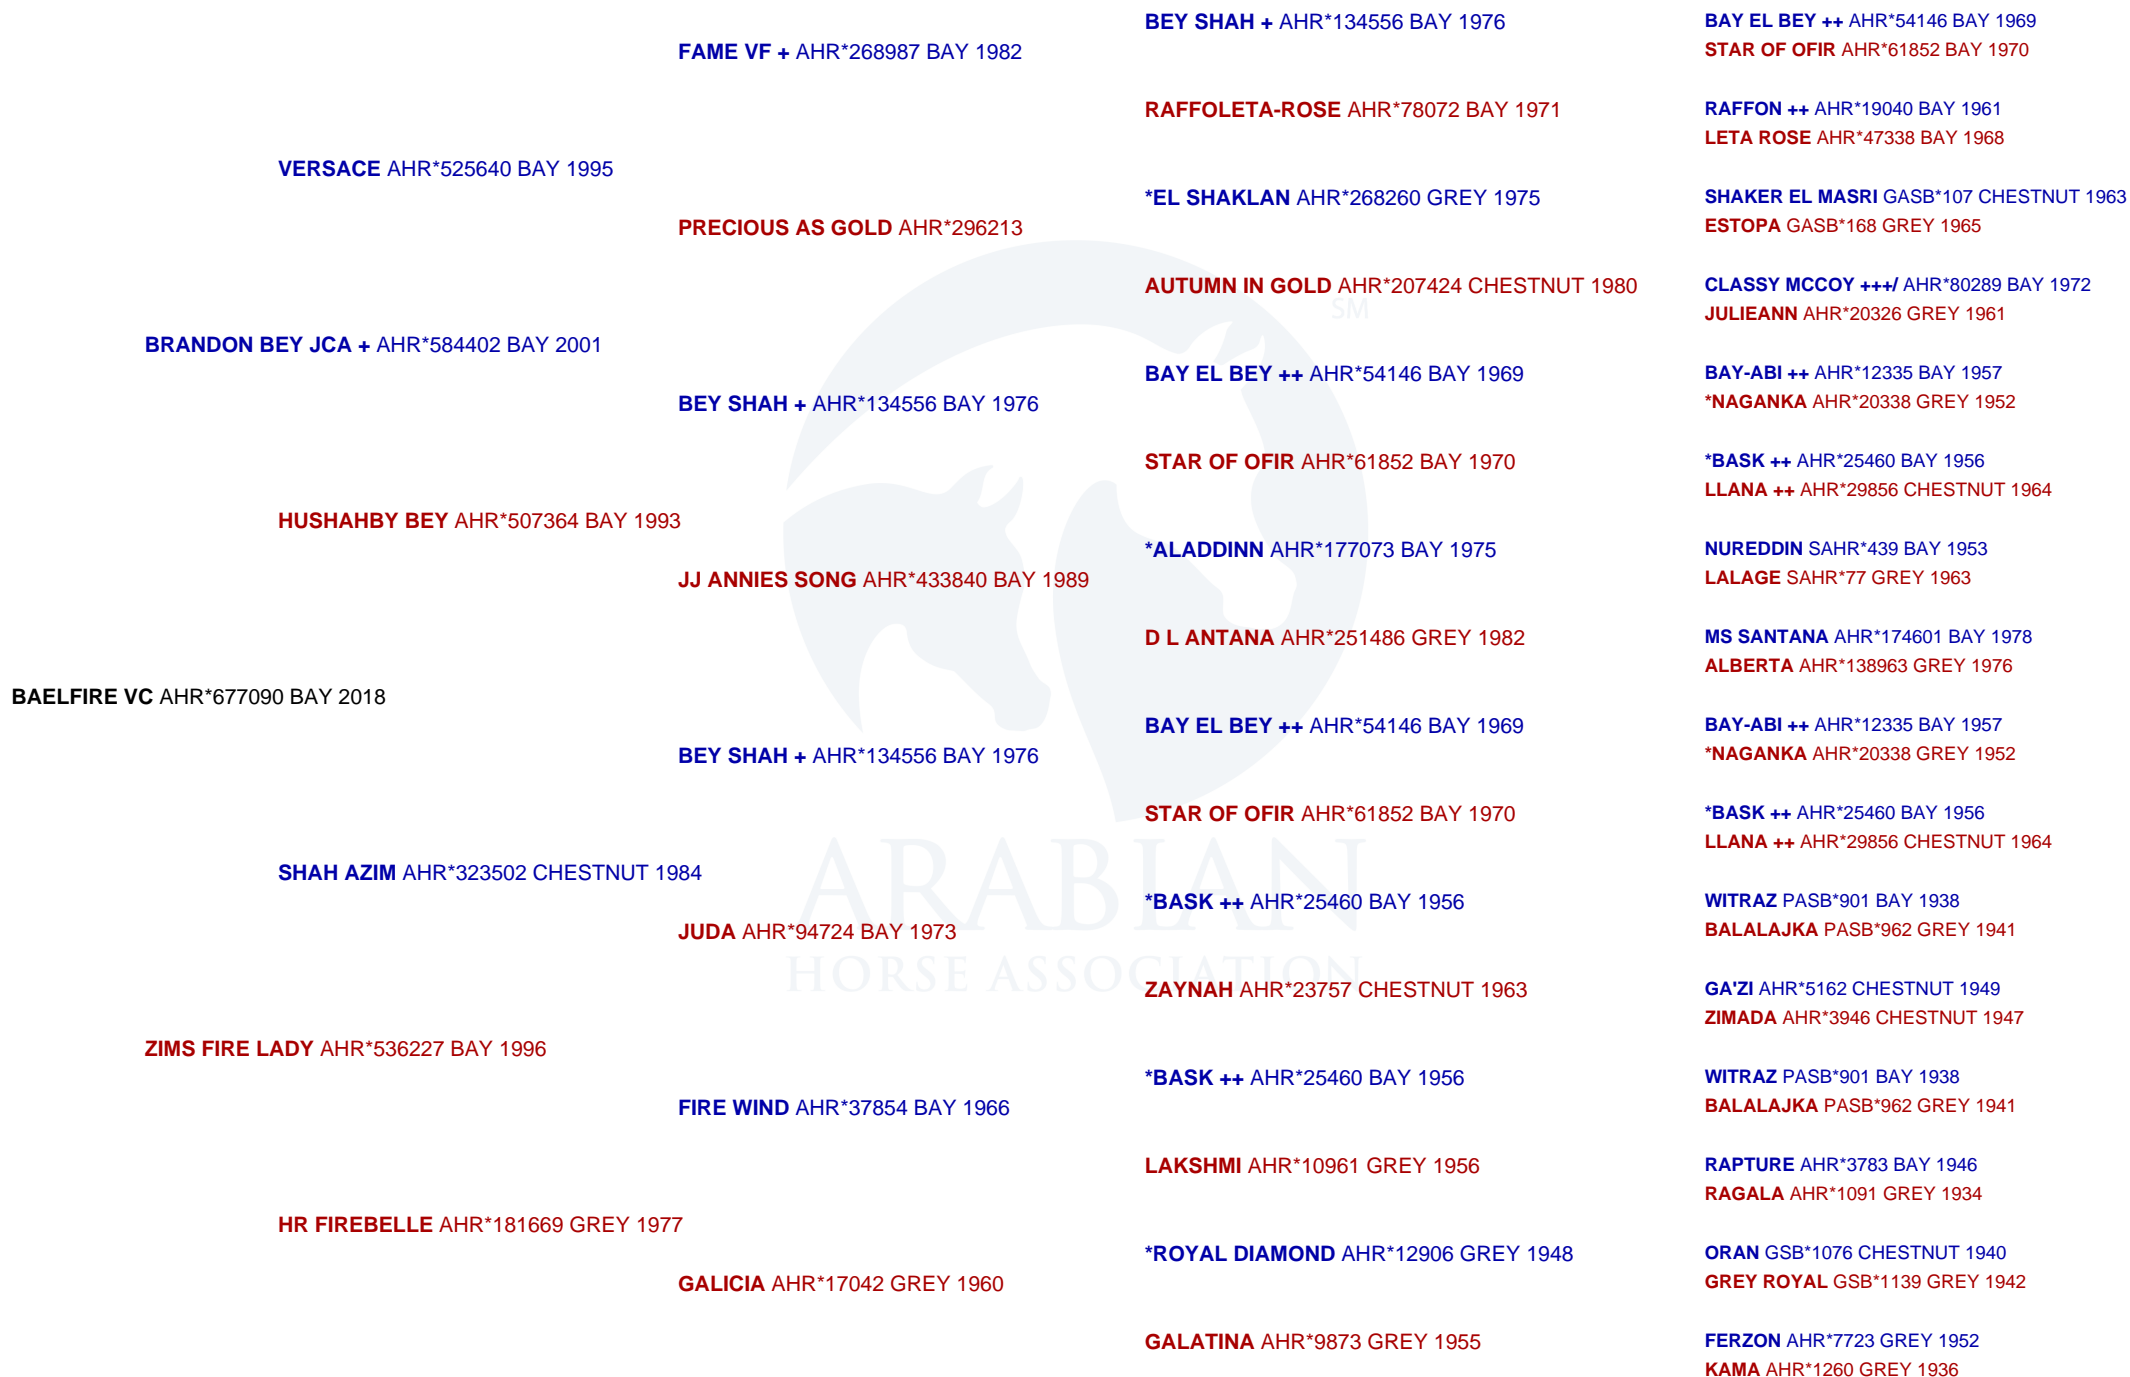 BEY SHAH + AHR*134556 BAY 1976
BAY EL BEY ++ AHR*54146 BAY 1969
FAME VF + AHR*268987 BAY 1982
STAR OF OFIR AHR*61852 BAY 1970
RAFFOLETA-ROSE AHR*78072 BAY 1971
RAFFON ++ AHR*19040 BAY 1961
LETA ROSE AHR*47338 BAY 1968
VERSACE AHR*525640 BAY 1995
*EL SHAKLAN AHR*268260 GREY 1975
SHAKER EL MASRI GASB*107 CHESTNUT 1963
PRECIOUS AS GOLD AHR*296213
ESTOPA GASB*168 GREY 1965
AUTUMN IN GOLD AHR*207424 CHESTNUT 1980
CLASSY MCCOY +++/ AHR*80289 BAY 1972
SM
JULIEANN AHR*20326 GREY 1961
BRANDON BEY JCA + AHR*584402 BAY 2001
BAY EL BEY ++ AHR*54146 BAY 1969
BAY-ABI ++ AHR*12335 BAY 1957
BEY SHAH + AHR*134556 BAY 1976
*NAGANKA AHR*20338 GREY 1952
STAR OF OFIR AHR*61852 BAY 1970
*BASK ++ AHR*25460 BAY 1956
LLANA ++ AHR*29856 CHESTNUT 1964
HUSHAHBY BEY AHR*507364 BAY 1993
*ALADDINN AHR*177073 BAY 1975
NUREDDIN SAHR*439 BAY 1953
JJ ANNIES SONG AHR*433840 BAY 1989
LALAGE SAHR*77 GREY 1963
D L ANTANA AHR*251486 GREY 1982
MS SANTANA AHR*174601 BAY 1978
ALBERTA AHR*138963 GREY 1976
BAELFIRE VC AHR*677090 BAY 2018
BAY EL BEY ++ AHR*54146 BAY 1969
BAY-ABI ++ AHR*12335 BAY 1957
BEY SHAH + AHR*134556 BAY 1976
*NAGANKA AHR*20338 GREY 1952
STAR OF OFIR AHR*61852 BAY 1970
*BASK ++ AHR*25460 BAY 1956
LLANA ++ AHR*29856 CHESTNUT 1964
SHAH AZIM AHR*323502 CHESTNUT 1984
ARABIAN
*BASK ++ AHR*25460 BAY 1956
WITRAZ PASB*901 BAY 1938
JUDA AHR*94724 BAY 1973
BALALAJKA PASB*962 GREY 1941
HORSE ASSOCIATION
ZAYNAH AHR*23757 CHESTNUT 1963
GA'ZI AHR*5162 CHESTNUT 1949
ZIMADA AHR*3946 CHESTNUT 1947
ZIMS FIRE LADY AHR*536227 BAY 1996
*BASK ++ AHR*25460 BAY 1956
WITRAZ PASB*901 BAY 1938
FIRE WIND AHR*37854 BAY 1966
BALALAJKA PASB*962 GREY 1941
LAKSHMI AHR*10961 GREY 1956
RAPTURE AHR*3783 BAY 1946
RAGALA AHR*1091 GREY 1934
HR FIREBELLE AHR*181669 GREY 1977
*ROYAL DIAMOND AHR*12906 GREY 1948
ORAN GSB*1076 CHESTNUT 1940
GALICIA AHR*17042 GREY 1960
GREY ROYAL GSB*1139 GREY 1942
GALATINA AHR*9873 GREY 1955
FERZON AHR*7723 GREY 1952
KAMA AHR*1260 GREY 1936